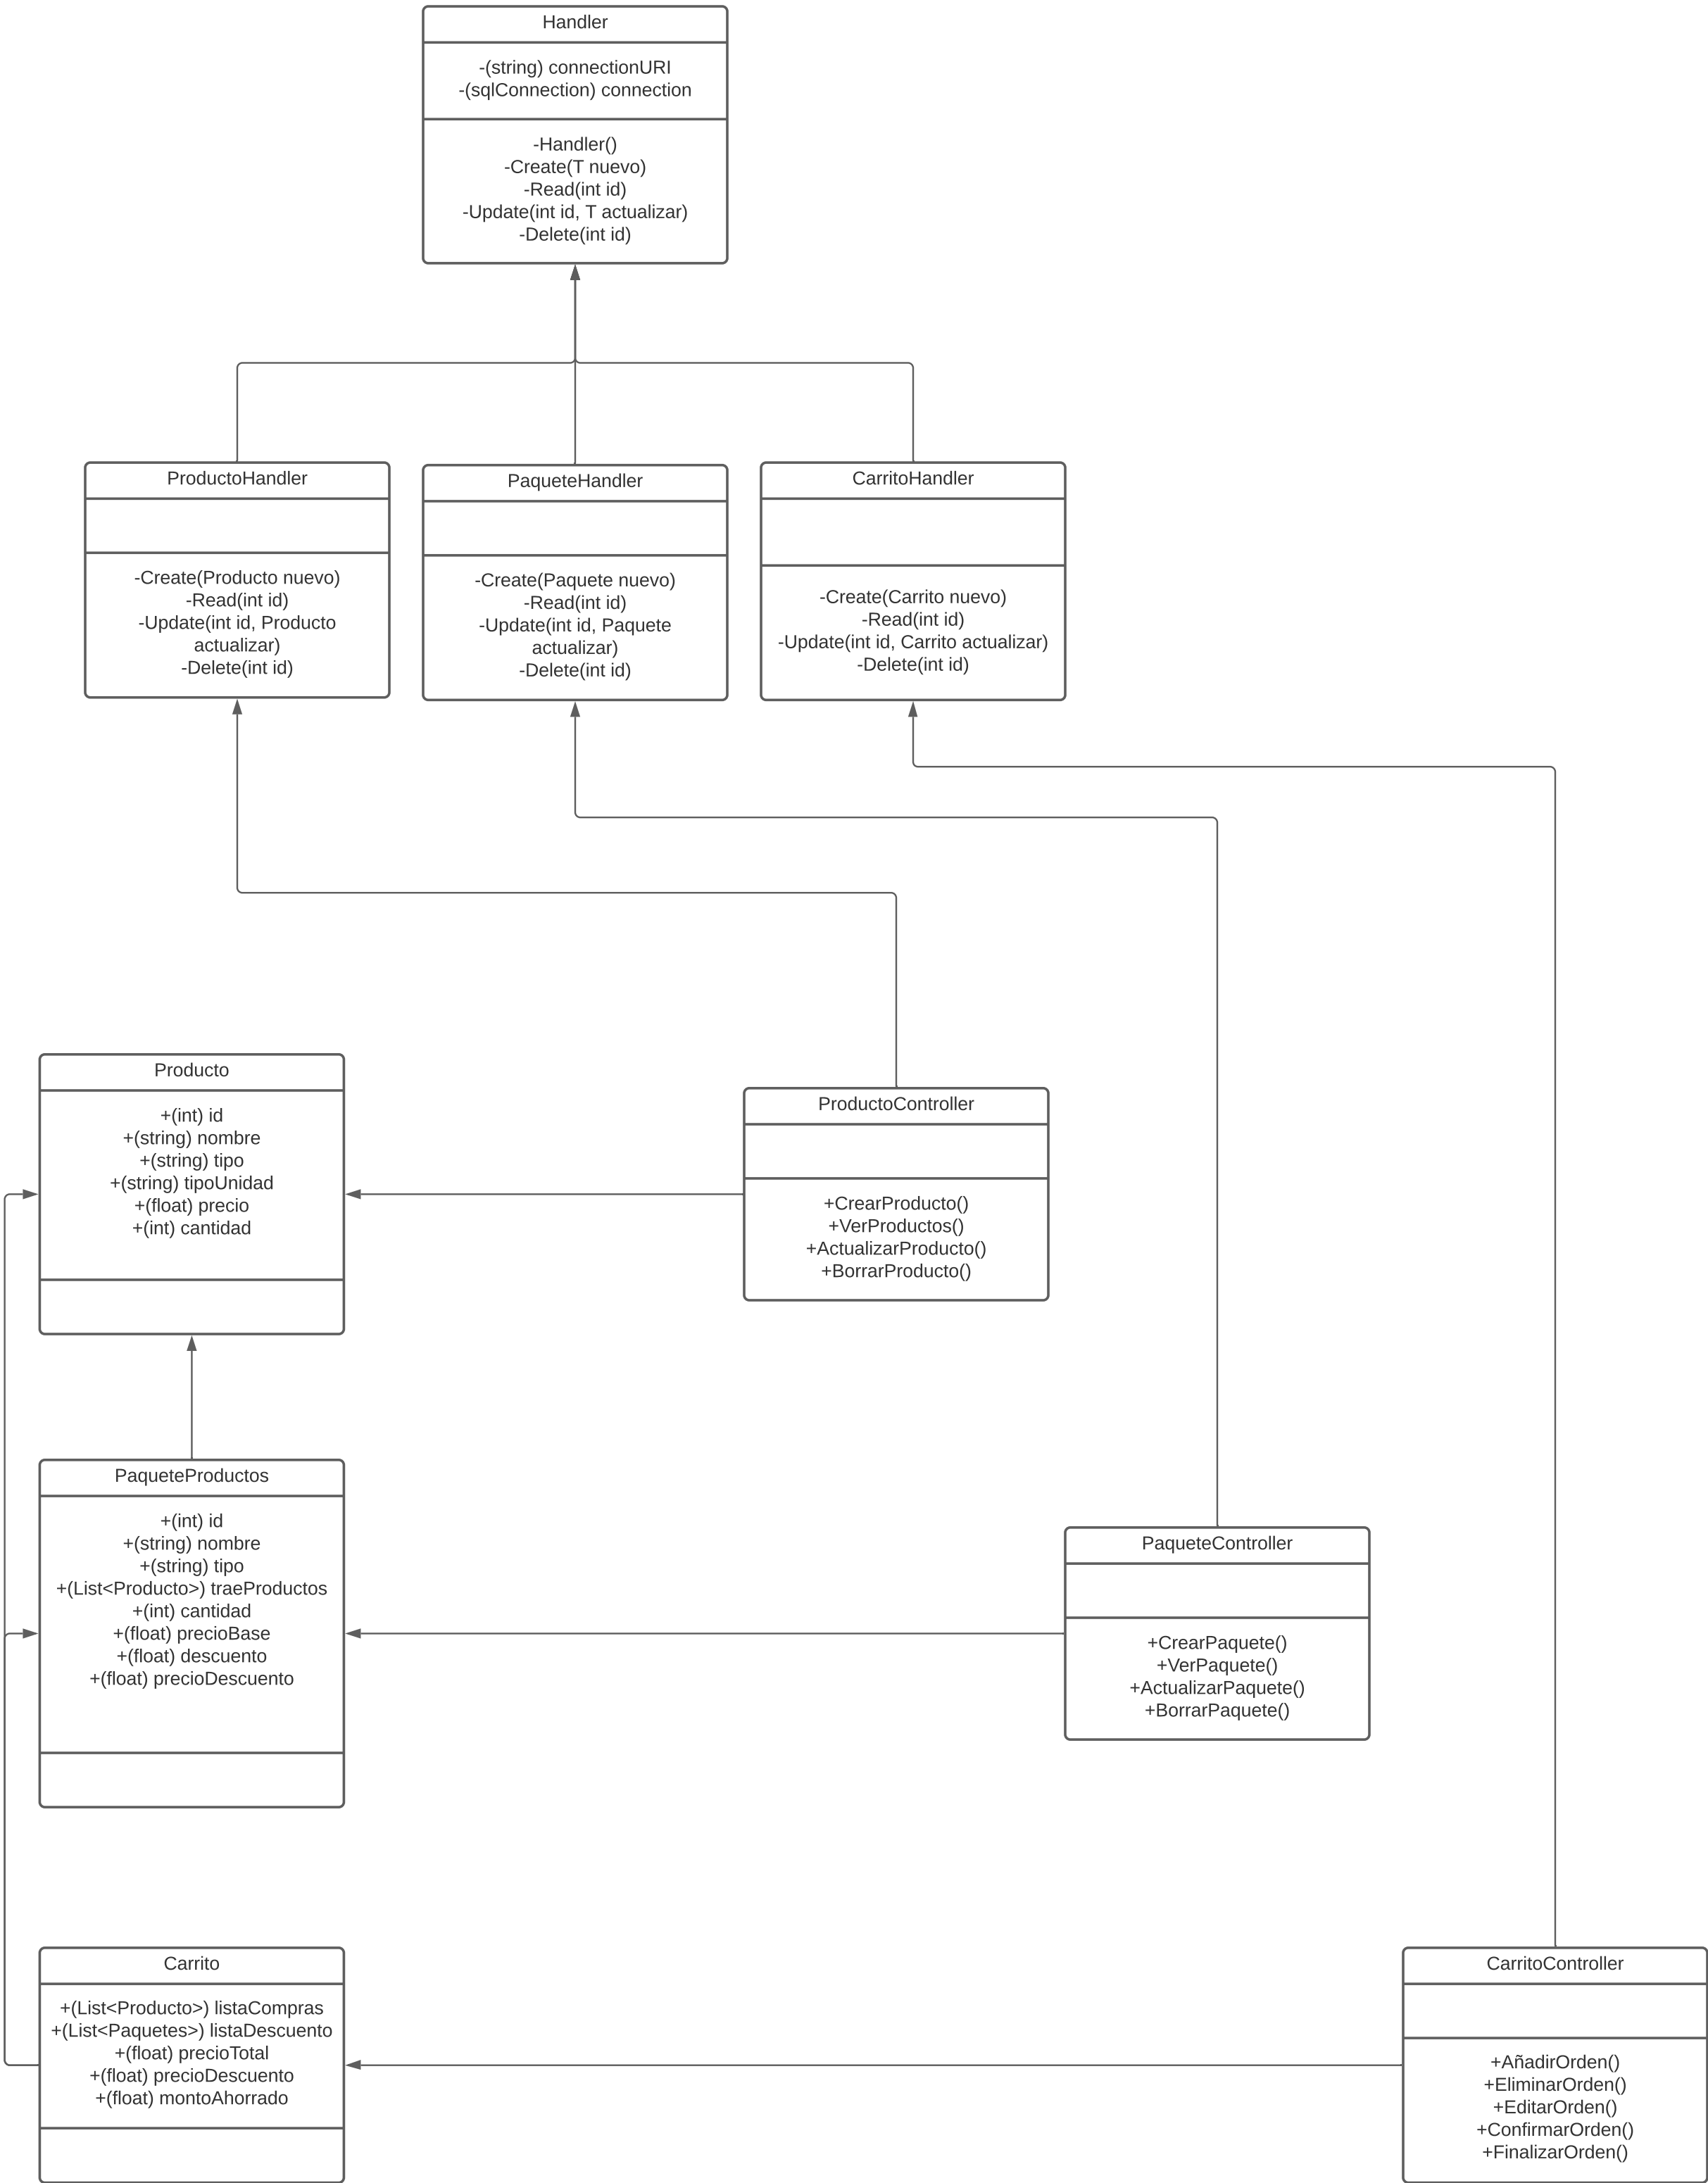 Handler
-(string) connectionURI
-(sqlConnection) connection
-Handler()
-Create(T nuevo)
-Read(int id)
-Update(int id, T actualizar)
-Delete(int id)
ProductoHandler
-Create(Producto nuevo)
-Read(int id)
-Update(int id, Producto
actualizar)
-Delete(int id)
PaqueteHandler
-Create(Paquete nuevo)
-Read(int id)
-Update(int id, Paquete
actualizar)
-Delete(int id)
CarritoHandler
-Create(Carrito nuevo)
-Read(int id)
-Update(int id, Carrito actualizar)
-Delete(int id)
Producto
+(int) id
+(string) nombre
+(string) tipo
+(string) tipoUnidad
+(float) precio
+(int) cantidad
ProductoController
+CrearProducto()
+VerProductos()
+ActualizarProducto()
+BorrarProducto()
PaqueteProductos
+(int) id
+(string) nombre
+(string) tipo
+(List<Producto>) traeProductos
+(int) cantidad
+(float) precioBase
+(float) descuento
+(float) precioDescuento
PaqueteController
+CrearPaquete()
+VerPaquete()
+ActualizarPaquete()
+BorrarPaquete()
Carrito
+(List<Producto>) listaCompras
+(List<Paquetes>) listaDescuento
+(float) precioTotal
+(float) precioDescuento
+(float) montoAhorrado
CarritoController
+AñadirOrden()
+EliminarOrden()
+EditarOrden()
+ConfirmarOrden()
+FinalizarOrden()